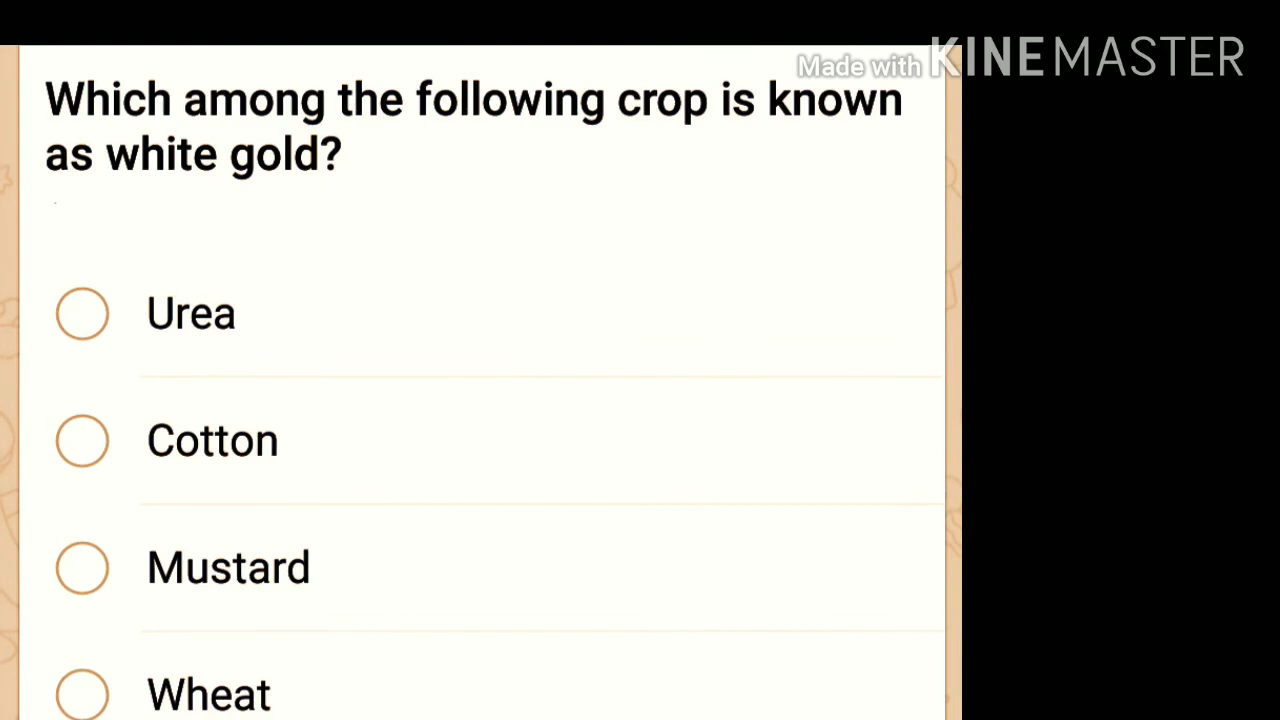 Made with KINEMASTER
Which among the following crop is known
as white gold?
Urea
Cotton
Mustard
Wheat